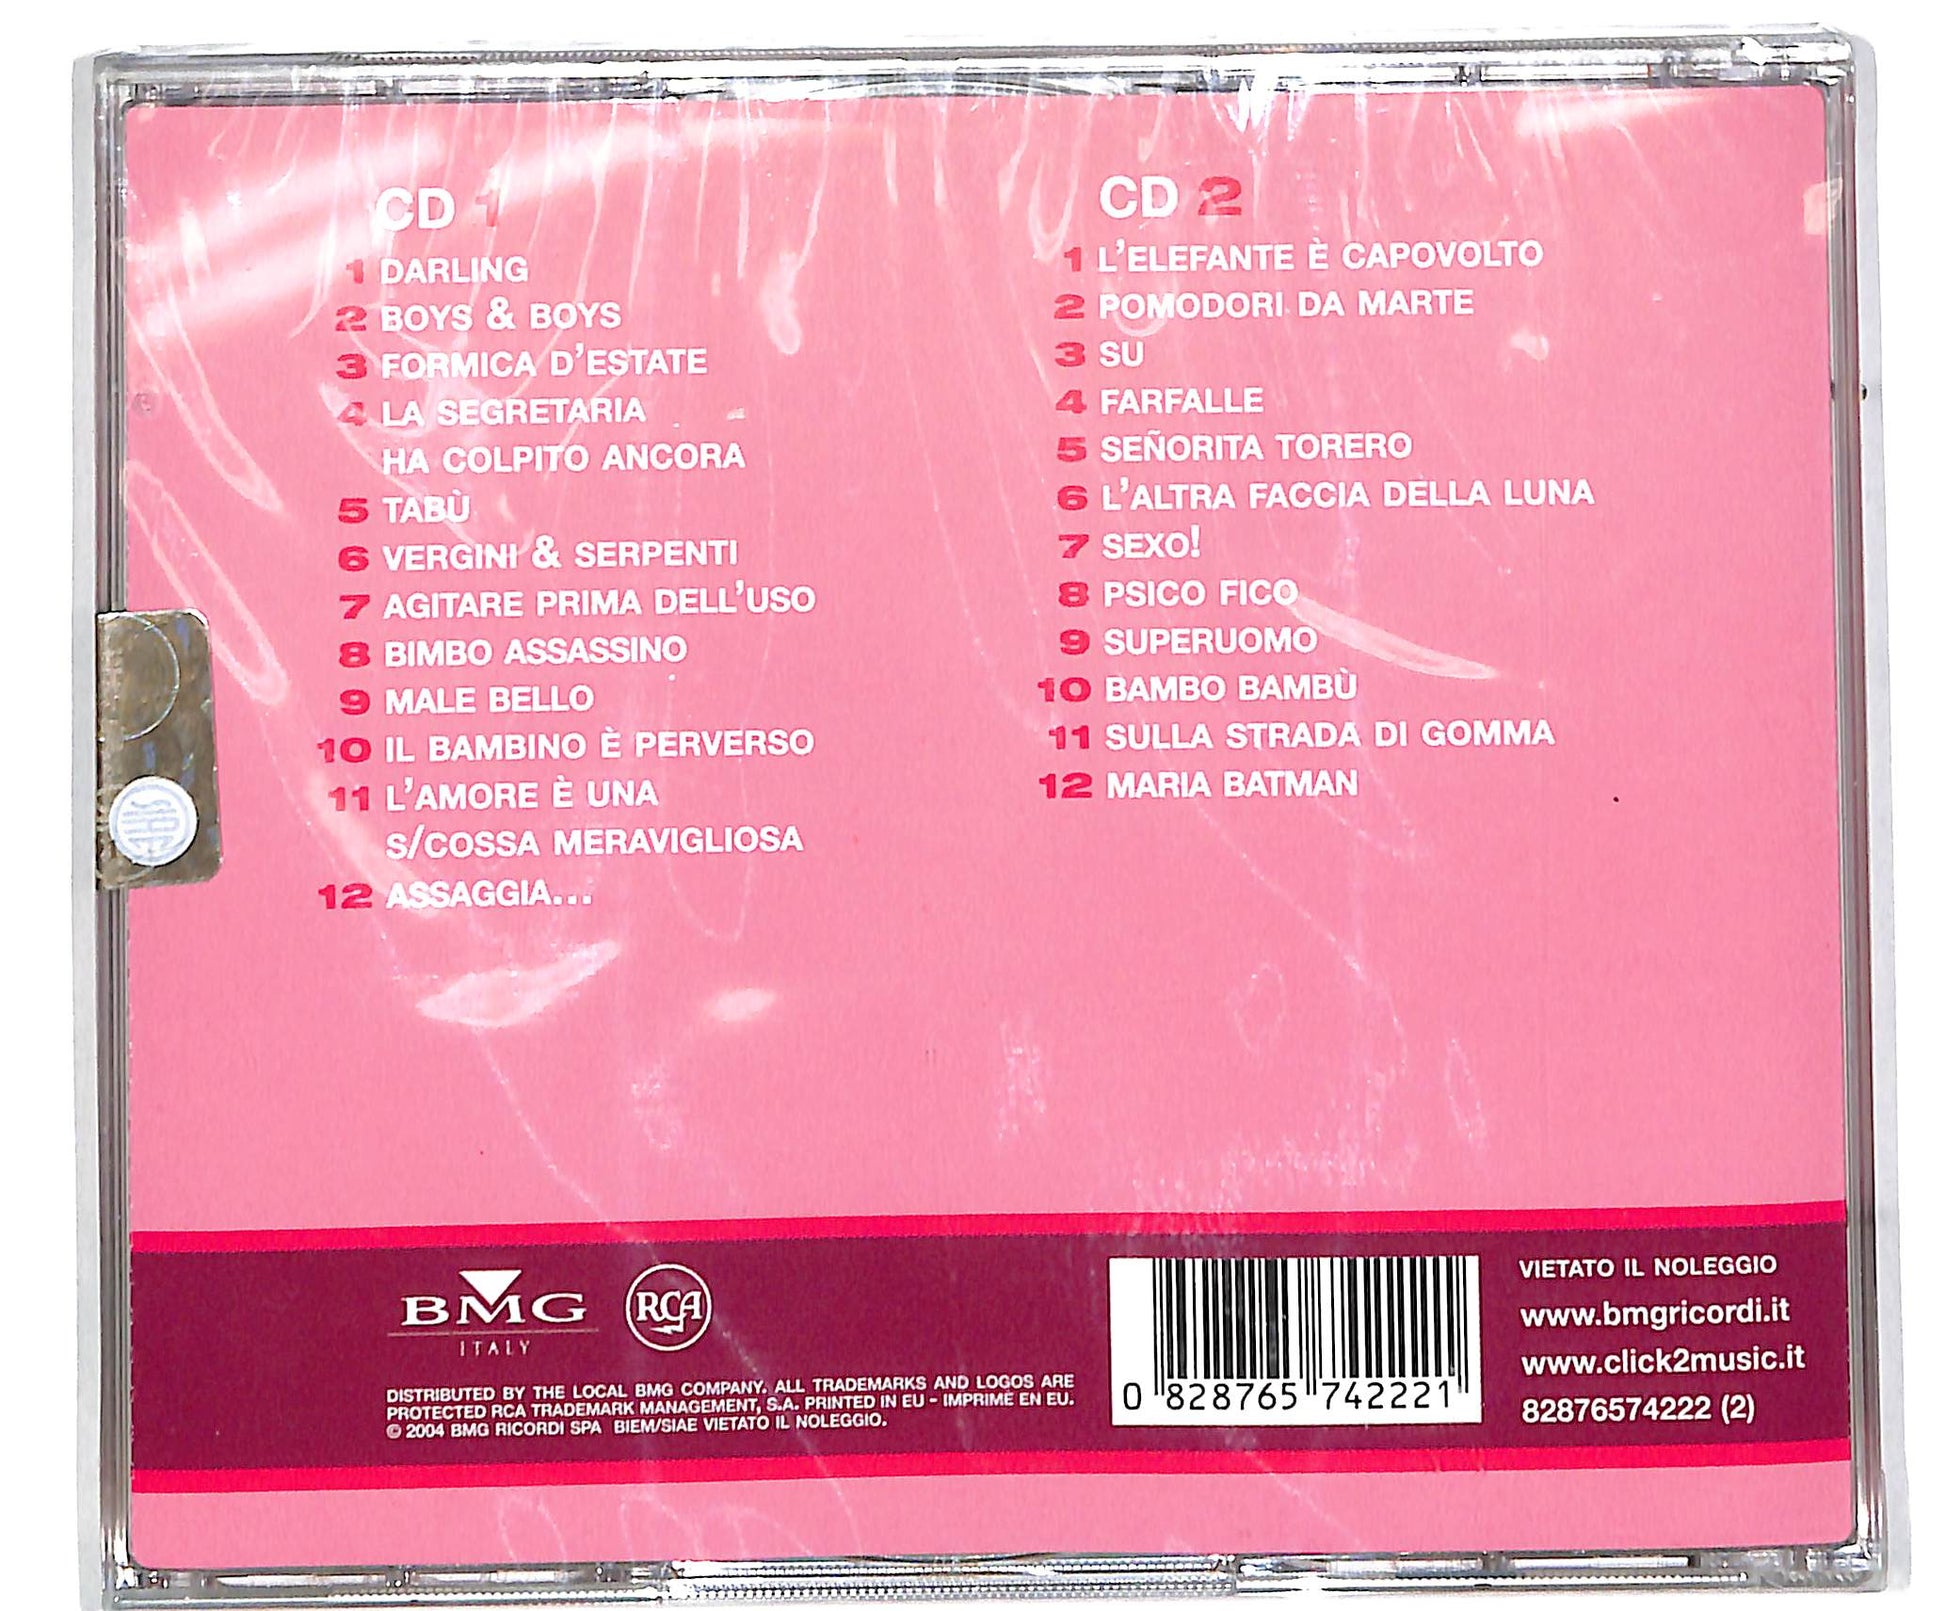 CD 1
1 DARLING
2 BOYS & BOYS
3 FORMICA D'ESTATE
4 LA SEGRETARIA
HA COLPITO ANCORA
5 TABÙ
6 VERGINI & SERPENTI
7 AGITARE PRIMA DELL'USO
8 BIMBO ASSASSINO
9 MALE BELLO
10 IL BAMBINO È PERVERSO
11 L'AMORE È UNA
S/COSSA MERAVIGLIOSA
12 ASSAGGIA...
CD 2
1 L'ELEFANTE È CAPOVOLTO
2 POMODORI DA MARTE
3 SU
4 FARFALLE
5 SEÑORITA TORERO
6 L'ALTRA FACCIA DELLA LUNA
7 SEXO!
8 PSICO FICO
9 SUPERUOMO
10 BAMBO BAMBÙ
11 SULLA STRADA DI GOMMA
12 MARIA BATMAN
BMG
ITALY
RCA
DISTRIBUTED BY THE LOCAL BMG COMPANY. ALL TRADEMARKS AND LOGOS ARE
PROTECTED RCA TRADEMARK MANAGEMENT, S.A. PRINTED IN EU - IMPRIMÉ EN EU.
© 2004 BMG RICORDI SPA BIEM/SIAE VIETATO IL NOLEGGIO.
0 828765 742221
VIETATO IL NOLEGGIO
www.bmgricordi.it
www.click2music.it
82876574222 (2)